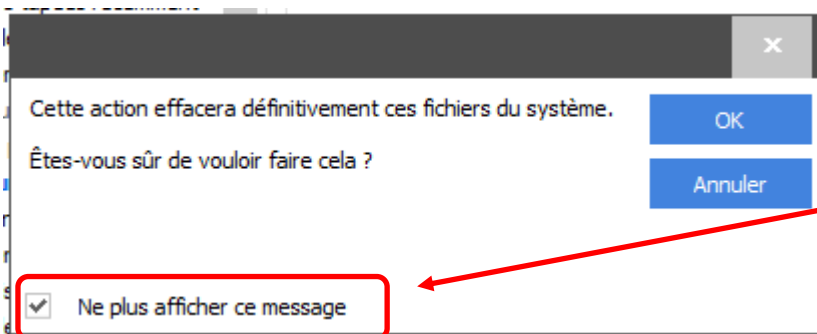 Cette action effacera définitivement ces fichiers du système.
OK
Êtes-vous sûr de vouloir faire cela ?
Annuler
Ne plus afficher ce message